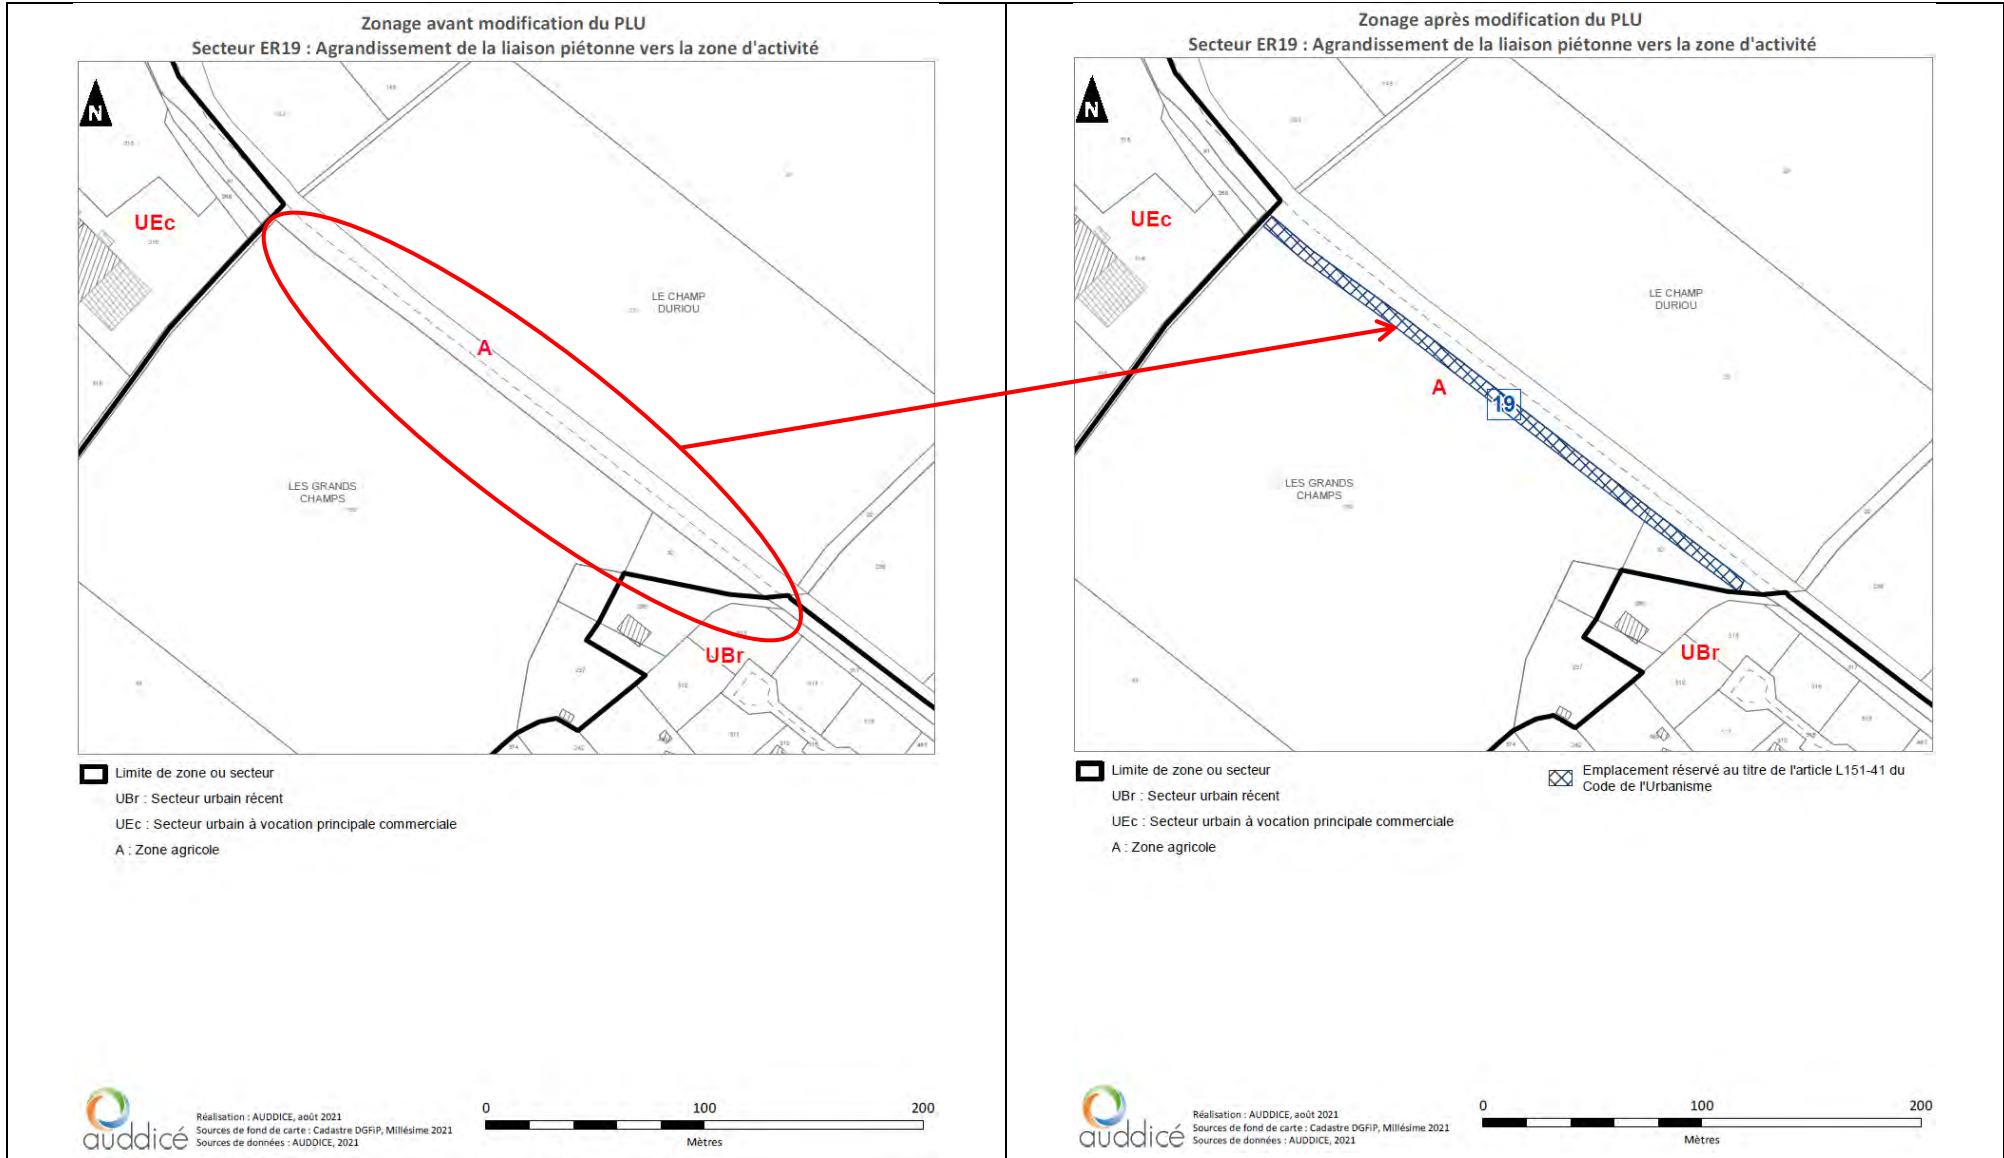 Zonage avant modification du PLU
Secteur ER19 : Agrandissement de la liaison piétonne vers la zone d'activité
N
UEc
LE CHAMP
DURIOU
A
LES GRANDS
CHAMPS
UBr
Limite de zone ou secteur
UBr : Secteur urbain récent
UEc : Secteur urbain à vocation principale commerciale
A : Zone agricole
auddicé
Réalisation : AUDDICE, août 2021
Sources de fond de carte : Cadastre DGFiP, Millésime 2021
Sources de données : AUDDICE, 2021
0 100 200
Mètres
Zonage après modification du PLU
Secteur ER19 : Agrandissement de la liaison piétonne vers la zone d'activité
N
UEc
LE CHAMP
DURIOU
A
19
LES GRANDS
CHAMPS
UBr
Limite de zone ou secteur
UBr : Secteur urbain récent
UEc : Secteur urbain à vocation principale commerciale
A : Zone agricole
Emplacement réservé au titre de l'article L151-41 du
Code de l'Urbanisme
auddicé
Réalisation : AUDDICE, août 2021
Sources de fond de carte : Cadastre DGFiP, Millésime 2021
Sources de données : AUDDICE, 2021
0 100 200
Mètres